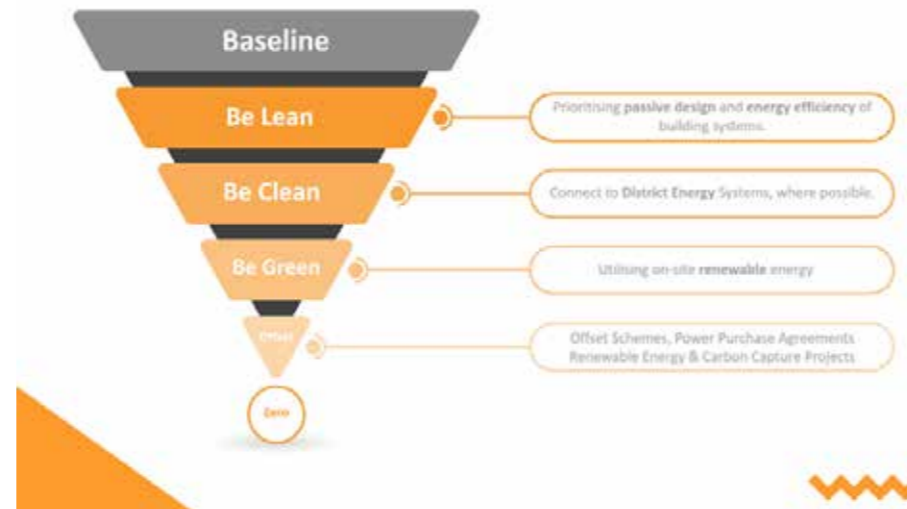 Baseline
Be Lean
Prioritising passive design and energy efficiency of
building systems.
Be Clean
Connect to District Energy Systems, where possible.
Be Green
Utilising on-site renewable energy
Offset
Offset Schemes, Power Purchase Agreements
Renewable Energy & Carbon Capture Projects
Zero